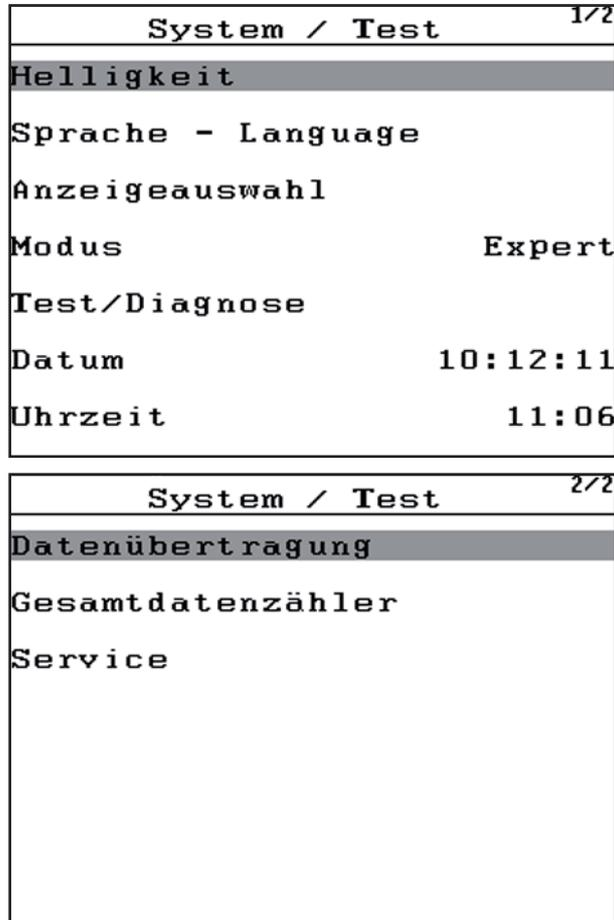 System / Test 1/2
Helligkeit
Sprache - Language
Anzeigeauswahl
Modus Expert
Test/Diagnose
Datum 10:12:11
Uhrzeit 11:06
System / Test 2/2
Datenübertragung
Gesamtdatenzähler
Service